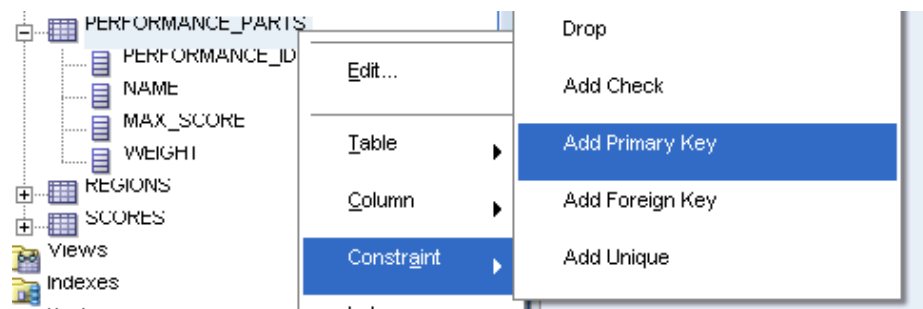 PERFORMANCE_PARTS
PERFORMANCE_ID
NAME
MAX_SCORE
WEIGHT
REGIONS
SCORES
Views
Indexes
Edit...
Table
Column
Constraint
Drop
Add Check
Add Primary Key
Add Foreign Key
Add Unique